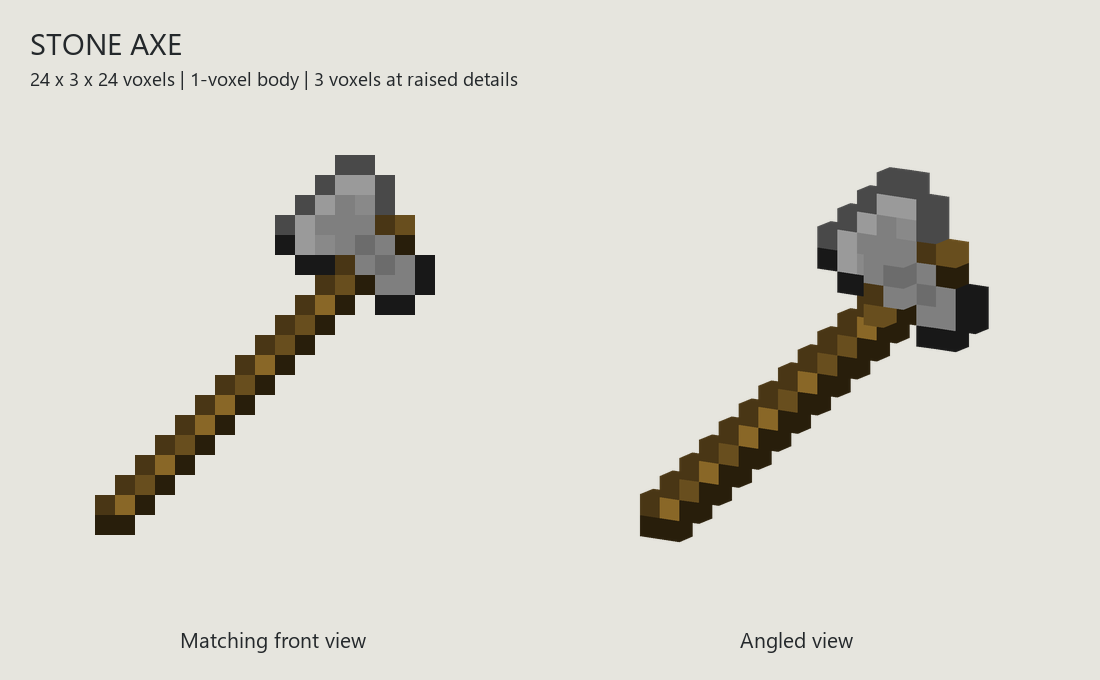 STONE AXE
24 x 3 x 24 voxels | 1-voxel body | 3 voxels at raised details
Matching front view
Angled view